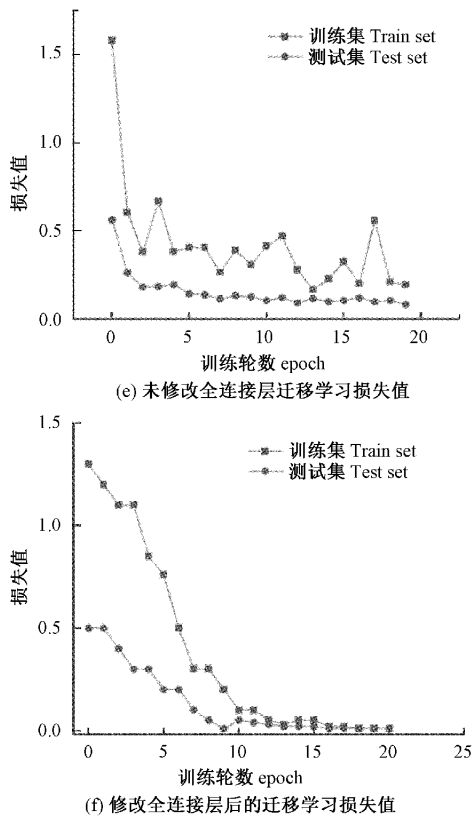 训练集 Train set
测试集 Test set
1.5
1.0
0.5
0.0
损失值
0 5 10 15 20
训练轮数 epoch
(e) 未修改全连接层迁移学习损失值
1.5
训练集 Train set
测试集 Test set
1.0
0.5
0.0
损失值
0 5 10 15 20 25
训练轮数 epoch
(f) 修改全连接层后的迁移学习损失值